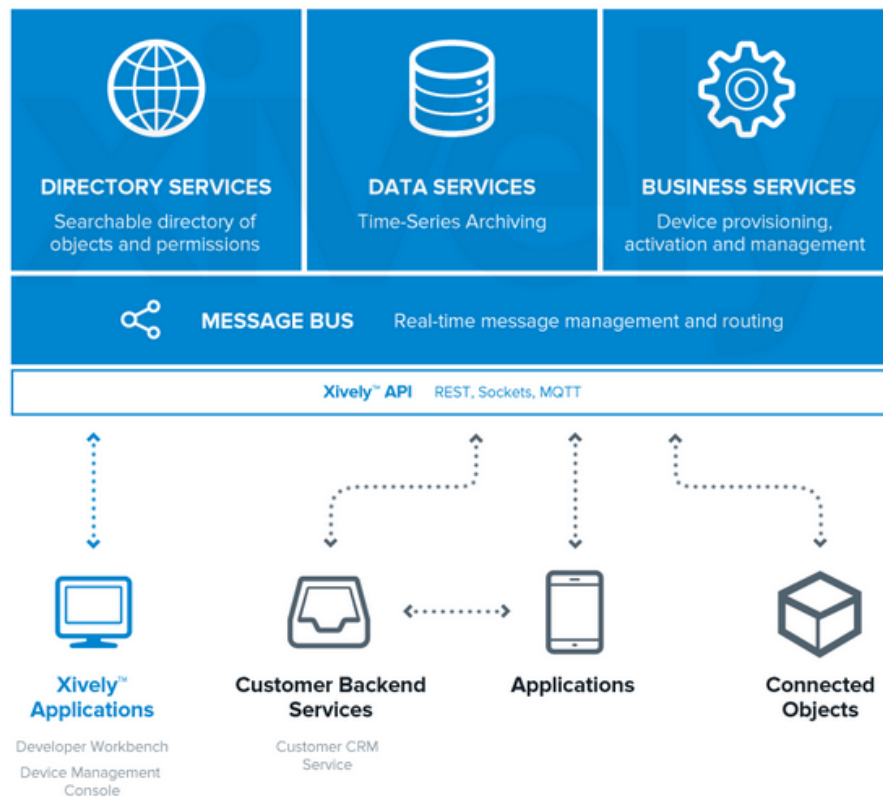 xively
DIRECTORY SERVICES
Searchable directory of
objects and permissions
DATA SERVICES
Time-Series Archiving
BUSINESS SERVICES
Device provisioning,
activation and management
MESSAGE BUS Real-time message management and routing
Xively™ API REST, Sockets, MQTT
Xively™
Applications
Developer Workbench
Device Management
Console
Customer Backend
Services
Customer CRM
Service
Applications
Connected
Objects